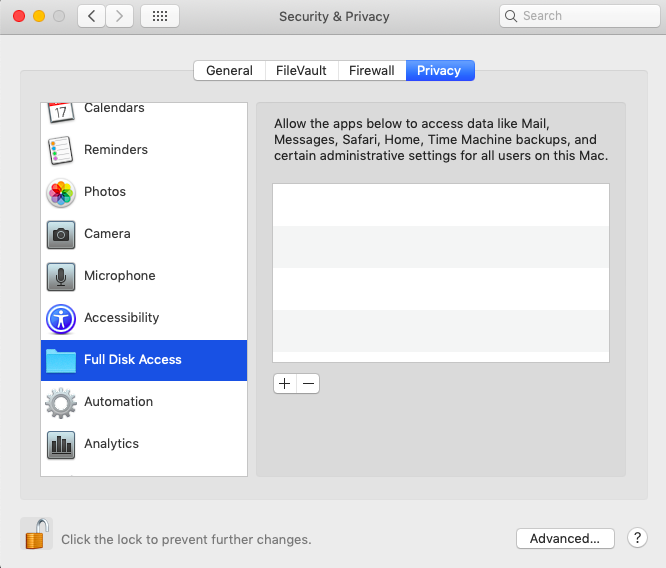 Security & Privacy
Search
General
FileVault
Firewall
Privacy
Calendars
Reminders
Photos
Camera
Microphone
Accessibility
Full Disk Access
Automation
Analytics
Allow the apps below to access data like Mail,
Messages, Safari, Home, Time Machine backups, and
certain administrative settings for all users on this Mac.
17
+
−
Click the lock to prevent further changes.
Advanced...
?